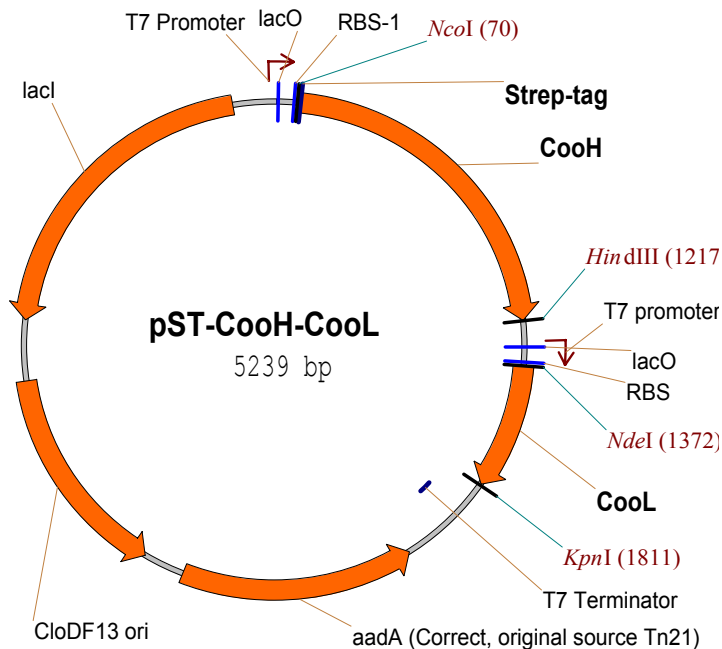 T7 Promoter
lacO
RBS-1
NcoI (70)
lacI
Strep-tag
CooH
HindIII (1217
T7 promoter
pST-CooH-CooL
5239 bp
lacO
RBS
NdeI (1372)
CooL
KpnI (1811)
T7 Terminator
CloDF13 ori
aadA (Correct, original source Tn21)